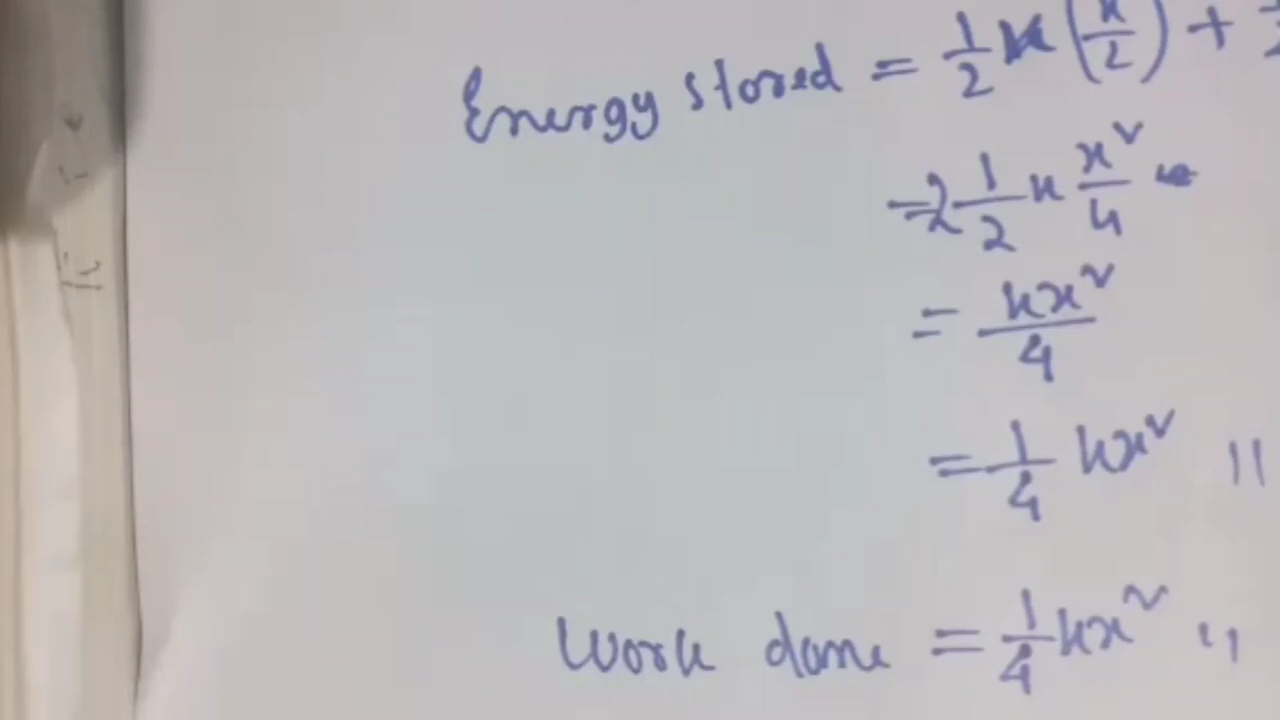 Energy stored = 1/2 k (x/2) +
= 2 1/2 k x²/4
= kx²/4
= 1/4 kx² ||
Work done = 1/4 kx² ||